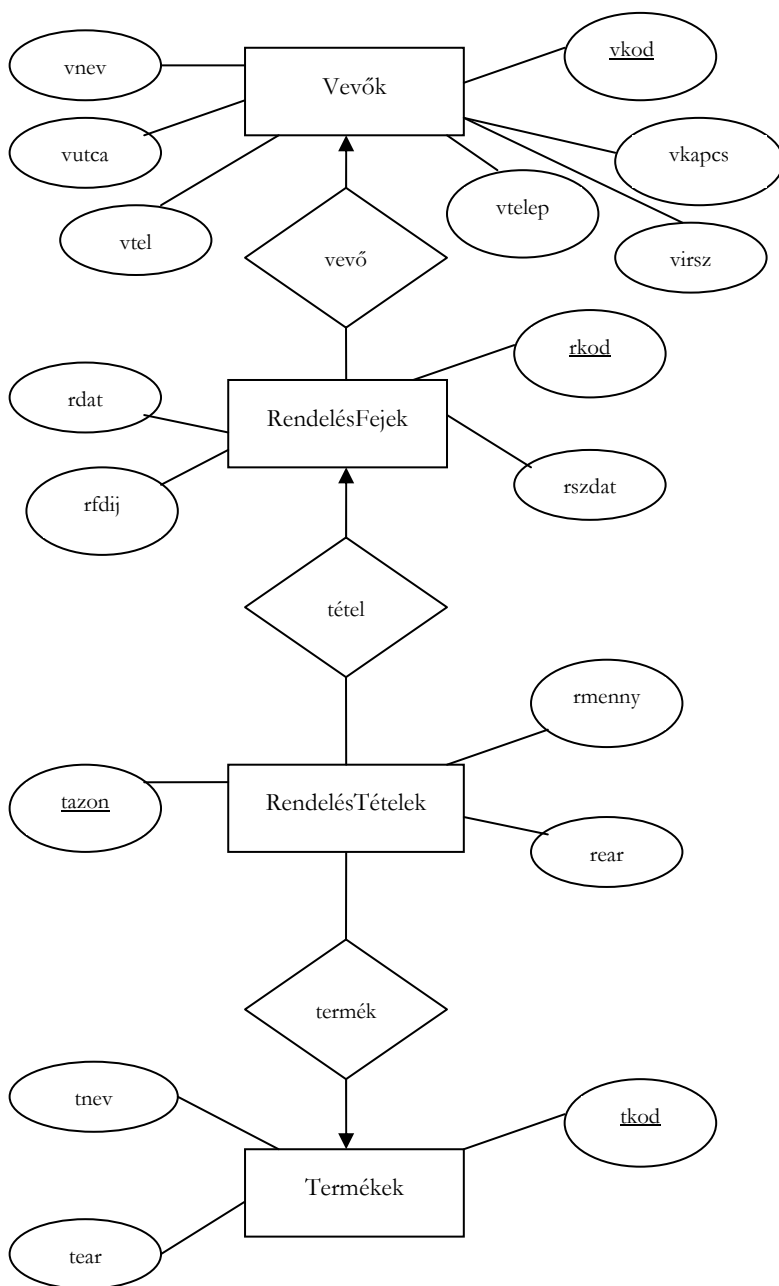 vnev
Vevők
vkod
vutca
vkapcs
vtel
vtelep
vevő
virsz
rkod
rdat
RendelésFejek
rfdij
rszdat
tétel
rmenny
tazon
RendelésTételek
rear
termék
tnev
tkod
Termékek
tear